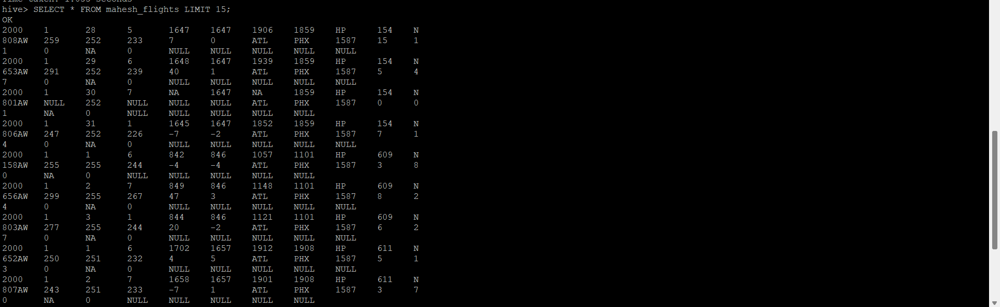 Time taken: 1.055 seconds
hive> SELECT * FROM mahesh_flights LIMIT 15;
OK
2000 1 28 5 1647 1647 1906 1859 HP 154 N
808AW 259 252 233 7 0 ATL PHX 1587 15 1
1 0 NA 0 NULL NULL NULL NULL NULL
2000 1 29 6 1648 1647 1939 1859 HP 154 N
653AW 291 252 239 40 1 ATL PHX 1587 5 4
7 0 NA 0 NULL NULL NULL NULL NULL
2000 1 30 7 NA 1647 NA 1859 HP 154 N
801AW NULL 252 NULL NULL NULL ATL PHX 1587 0 0
1 NA 0 NULL NULL NULL NULL NULL
2000 1 31 1 1645 1647 1852 1859 HP 154 N
806AW 247 252 226 -7 -2 ATL PHX 1587 7 1
4 0 NA 0 NULL NULL NULL NULL NULL
2000 1 1 6 842 846 1057 1101 HP 609 N
158AW 255 255 244 -4 -4 ATL PHX 1587 3 8
0 NA 0 NULL NULL NULL NULL NULL
2000 1 2 7 849 846 1148 1101 HP 609 N
656AW 299 255 267 47 3 ATL PHX 1587 8 2
4 0 NA 0 NULL NULL NULL NULL NULL
2000 1 3 1 844 846 1121 1101 HP 609 N
803AW 277 255 244 20 -2 ATL PHX 1587 6 2
7 0 NA 0 NULL NULL NULL NULL NULL
2000 1 1 6 1702 1657 1912 1908 HP 611 N
652AW 250 251 232 4 5 ATL PHX 1587 5 1
3 0 NA 0 NULL NULL NULL NULL NULL
2000 1 2 7 1658 1657 1901 1908 HP 611 N
807AW 243 251 233 -7 1 ATL PHX 1587 3 7
0 NA 0 NULL NULL NULL NULL NULL